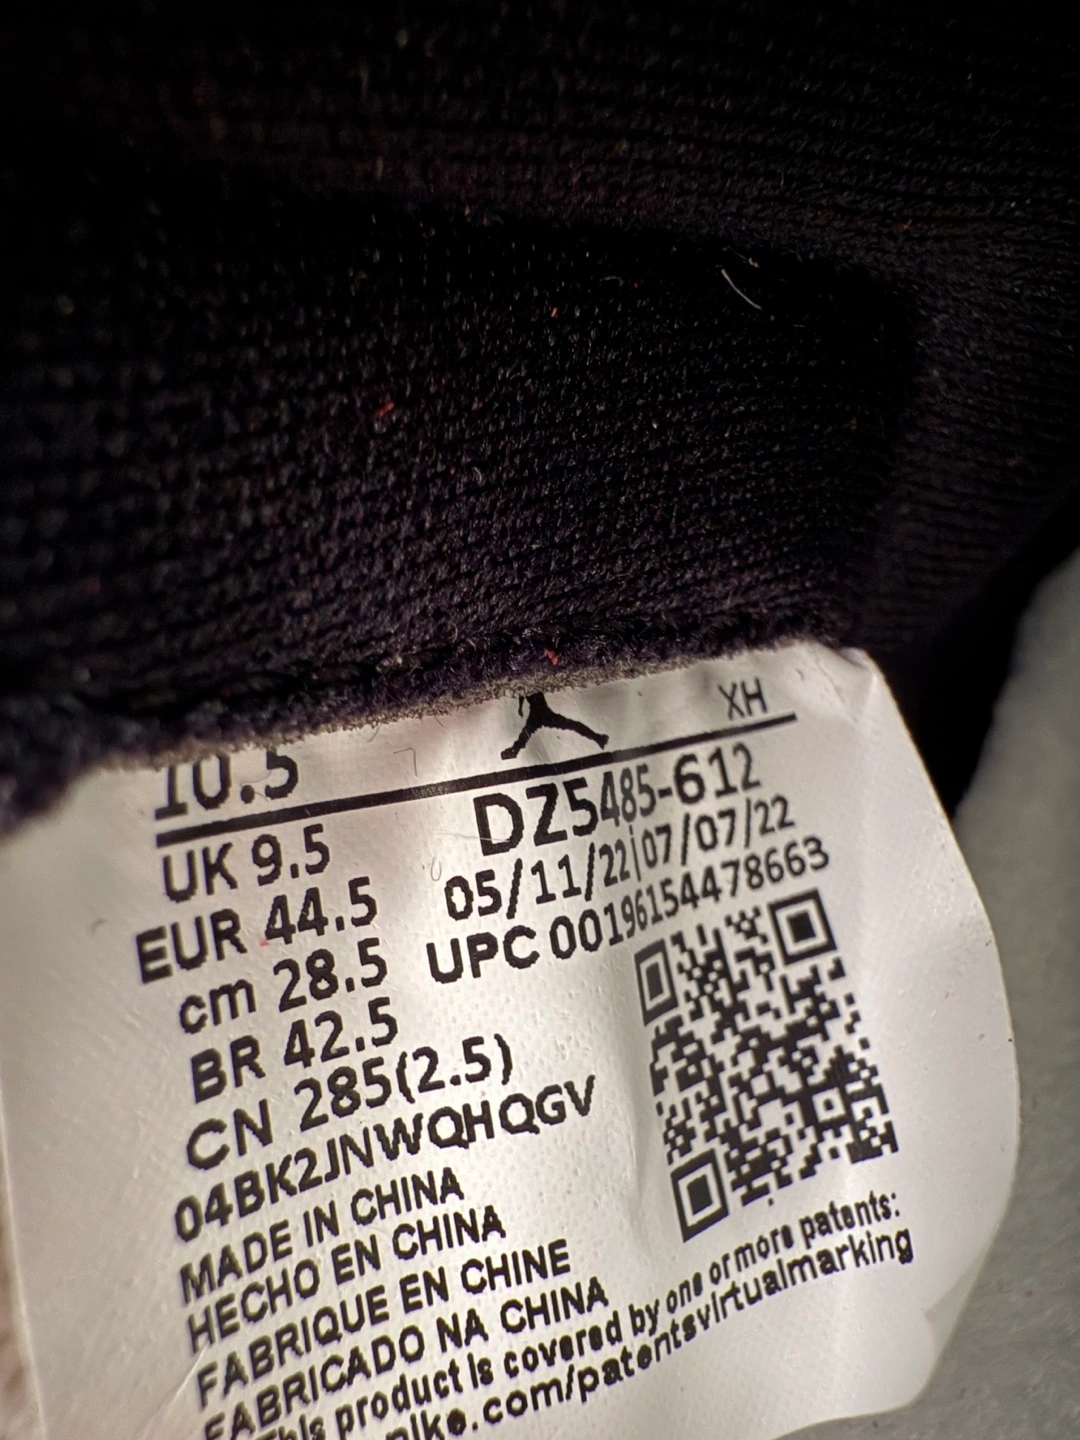 XH
10.5
DZ5485-612
UK 9.5
05/11/22|07/07/22
EUR 44.5
UPC 00196154478663
cm 28.5
BR 42.5
CN 285(2.5)
04BK2JNWQHQGV
MADE IN CHINA
HECHO EN CHINA
FABRIQUE EN CHINE
FABRICADO NA CHINA
This product is covered by one or more patents:
nike.com/patentsvirtualmarking